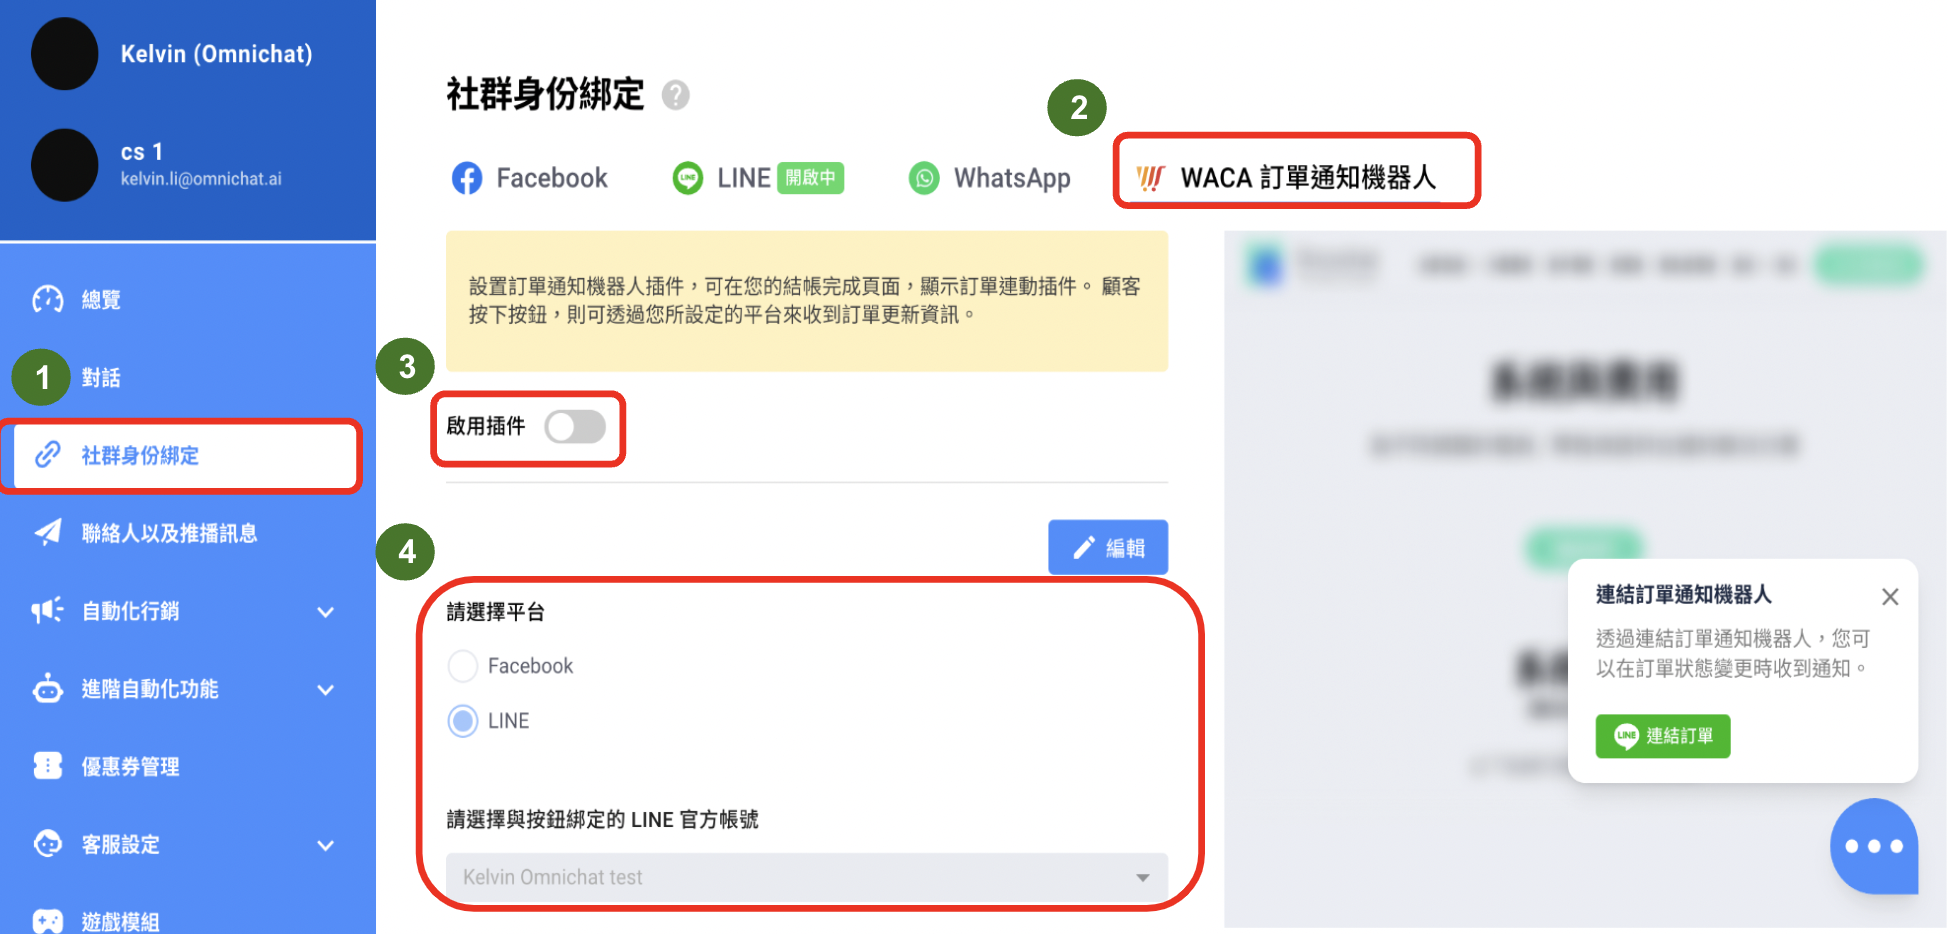 Kelvin (Omnichat)
cs 1
kelvin.li@omnichat.ai
總覽
1
對話
社群身份綁定
聯絡人以及推播訊息
自動化行銷
進階自動化功能
優惠券管理
客服設定
遊戲模組
社群身份綁定 ?
2
Facebook
LINE 開啟中
WhatsApp
WACA 訂單通知機器人
設置訂單通知機器人插件，可在您的結帳完成頁面，顯示訂單連動插件。 顧客
按下按鈕，則可透過您所設定的平台來收到訂單更新資訊。
3
啟用插件
4
編輯
請選擇平台
Facebook
LINE
請選擇與按鈕綁定的 LINE 官方帳號
Kelvin Omnichat test
連結訂單通知機器人
透過連結訂單通知機器人，您可
以在訂單狀態變更時收到通知。
LINE 連結訂單